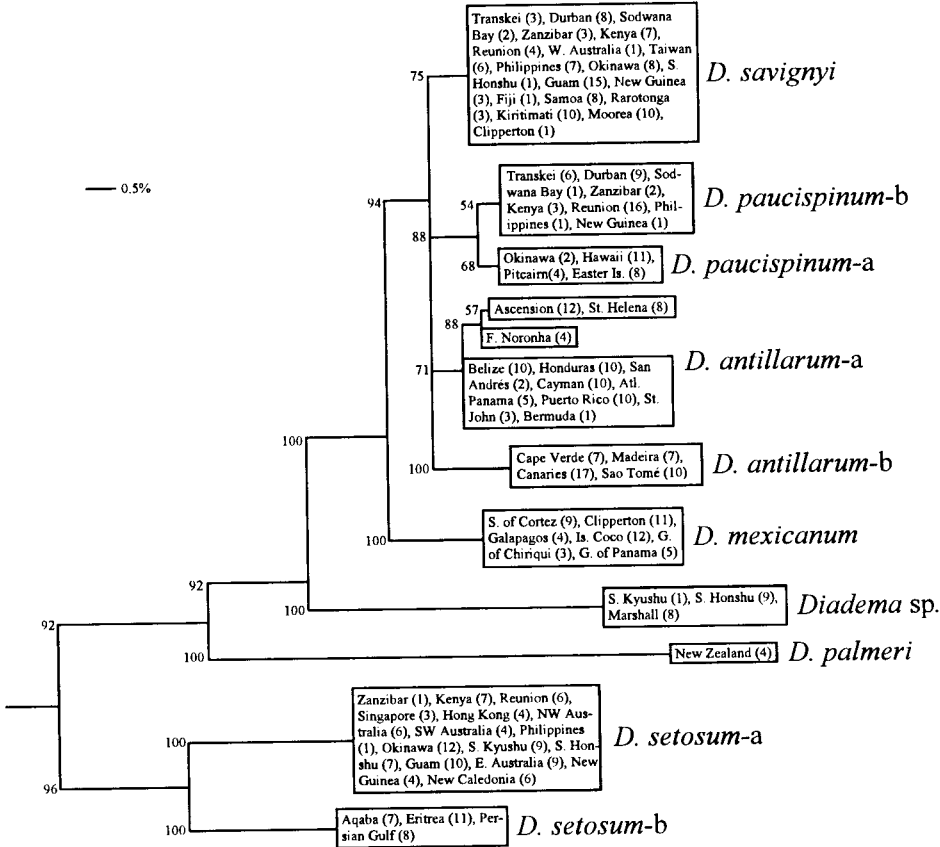 Transkei (3), Durban (8), Sodwana
Bay (2), Zanzibar (3), Kenya (7),
Reunion (4), W. Australia (1), Taiwan
(6), Philippines (7), Okinawa (8), S.
Honshu (1), Guam (15), New Guinea
(3), Fiji (1), Samoa (8), Rarotonga
(3), Kiritimati (10), Moorea (10),
Clipperton (1)
75
D. savignyi
0.5%
Transkei (6), Durban (9), Sod-
wana Bay (1), Zanzibar (2),
Kenya (3), Reunion (16), Phil-
ippines (1), New Guinea (1)
54
D. paucispinum-b
94
88
Okinawa (2), Hawaii (11),
Pitcairn(4), Easter Is. (8)
68
D. paucispinum-a
57
Ascension (12), St. Helena (8)
88
F. Noronha (4)
71
Belize (10), Honduras (10), San
Andrés (2), Cayman (10), Atl.
Panama (5), Puerto Rico (10), St.
John (3), Bermuda (1)
D. antillarum-a
100
100
Cape Verde (7), Madeira (7),
Canaries (17), Sao Tomé (10)
D. antillarum-b
100
S. of Cortez (9), Clipperton (11),
Galapagos (4), Is. Coco (12), G.
of Chiriqui (3), G. of Panama (5)
D. mexicanum
92
100
S. Kyushu (1), S. Honshu (9),
Marshall (8)
Diadema sp.
92
100
New Zealand (4)
D. palmeri
Zanzibar (1), Kenya (7), Reunion (6),
Singapore (3), Hong Kong (4), NW Aus-
tralia (6), SW Australia (4), Philippines
(1), Okinawa (12), S. Kyushu (9), S. Hon-
shu (7), Guam (10), E. Australia (9), New
Guinea (4), New Caledonia (6)
100
D. setosum-a
96
100
Aqaba (7), Eritrea (11), Per-
sian Gulf (8)
D. setosum-b